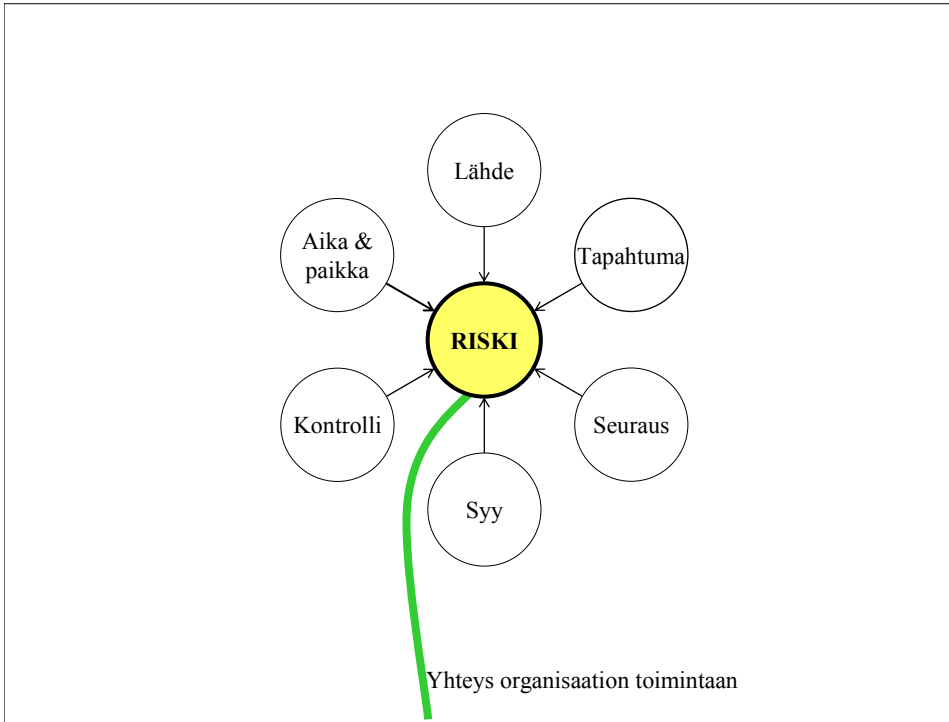 Lähde
Aika &
paikka
Tapahtuma
RISKI
Kontrolli
Seuraus
Syy
Yhteys organisaation toimintaan